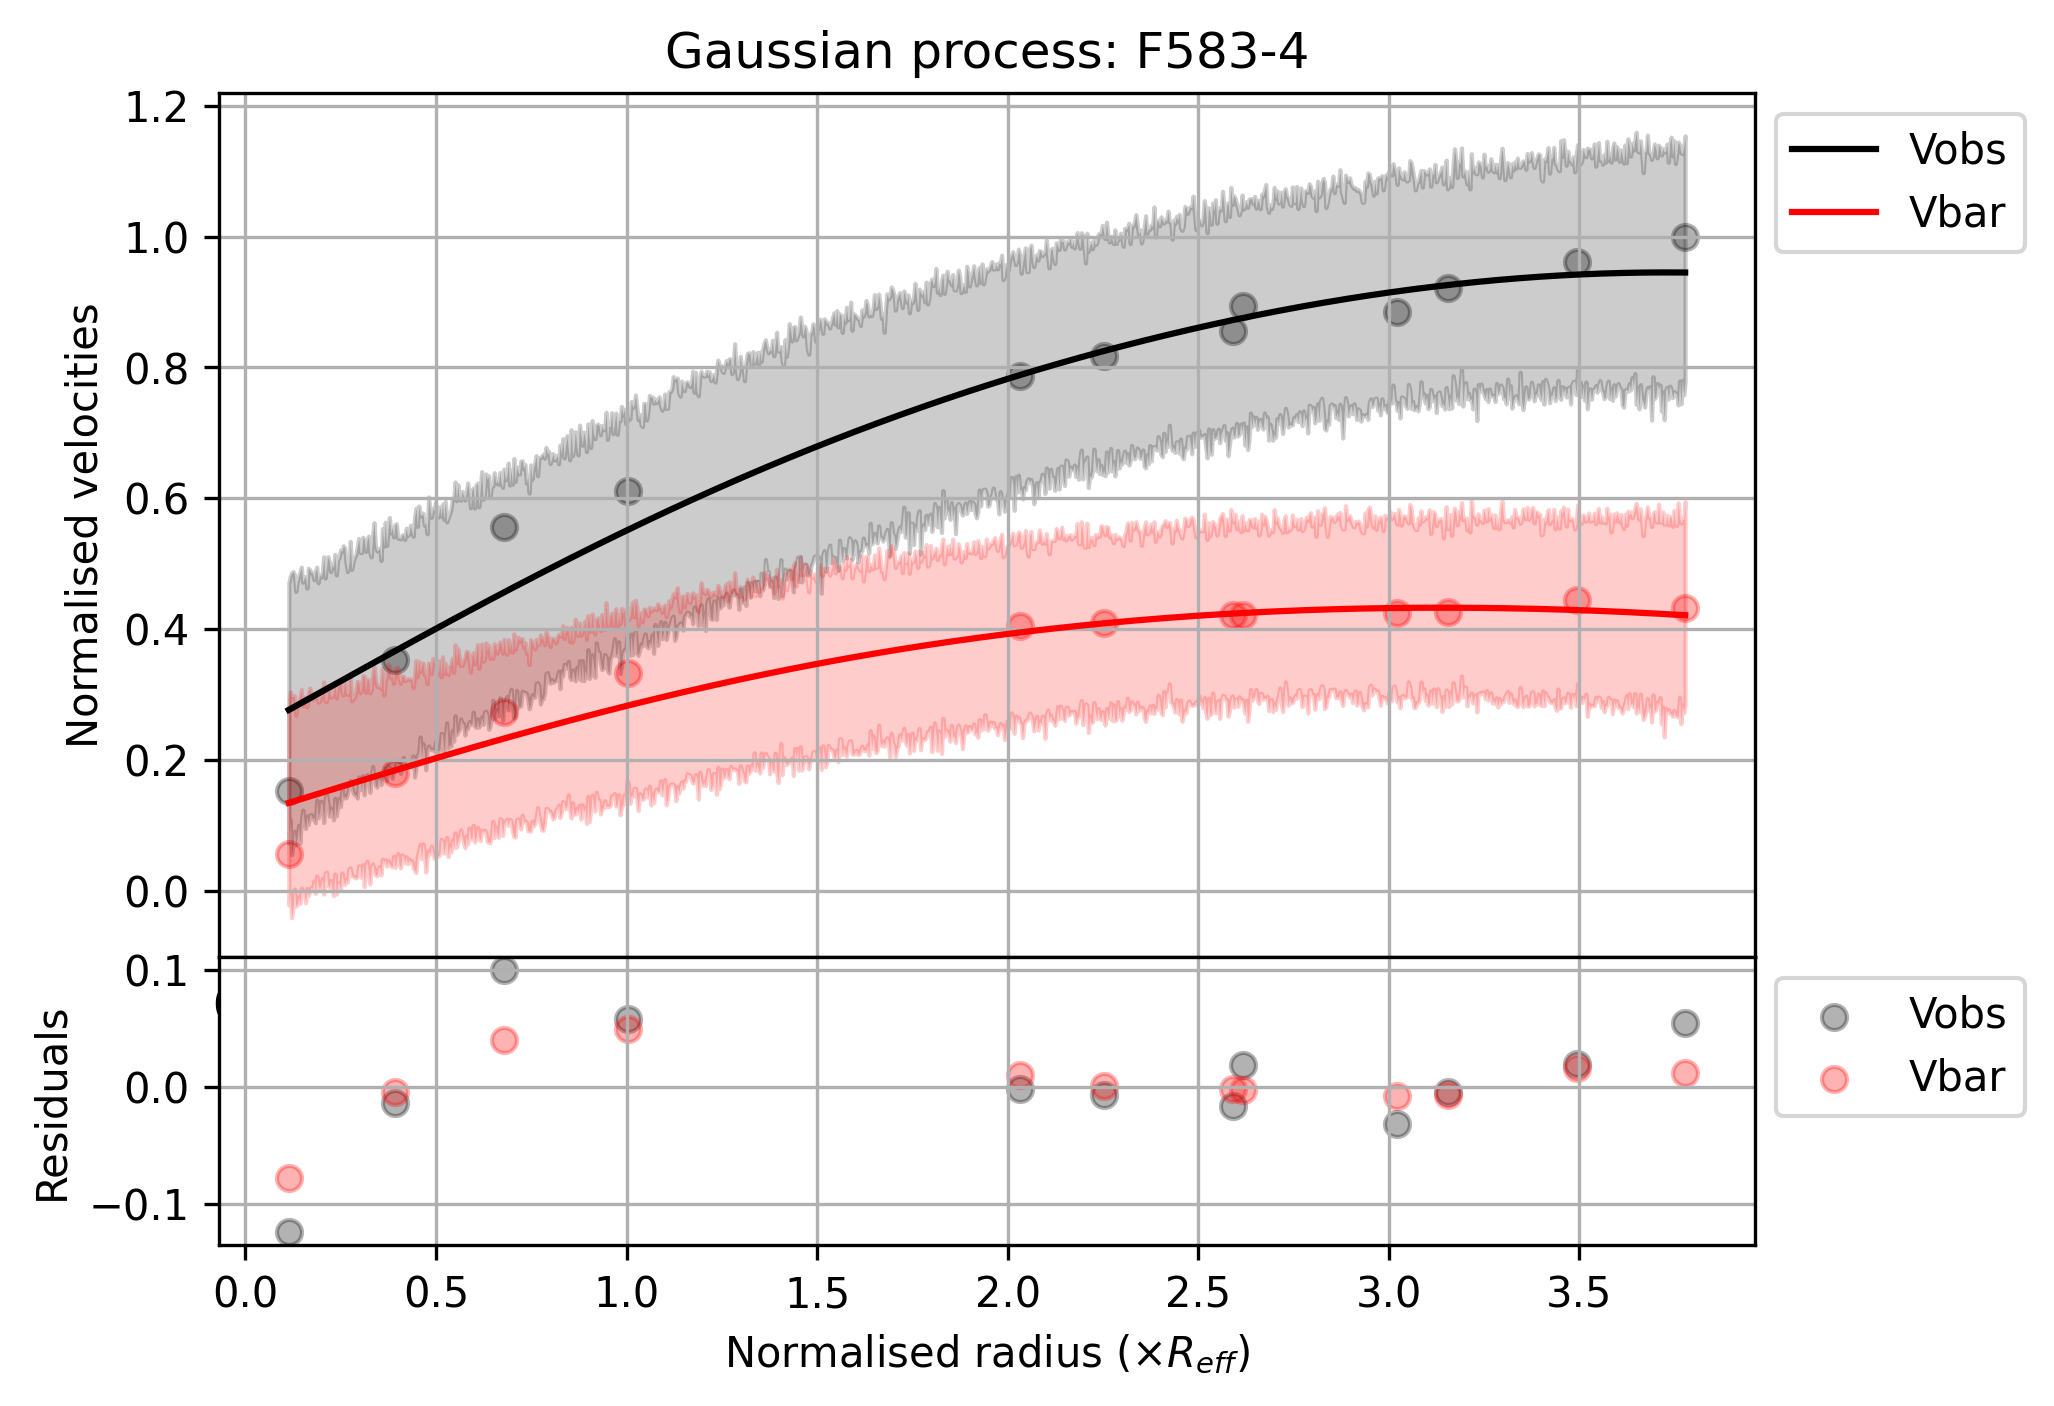 Gaussian process: F583-4
1.2
1.0
0.8
0.6
0.4
0.2
0.0
Normalised velocities
Vobs
Vbar
0.1
0.0
−0.1
Residuals
Vobs
Vbar
0.0 0.5 1.0 1.5 2.0 2.5 3.0 3.5
Normalised radius (×R_eff)